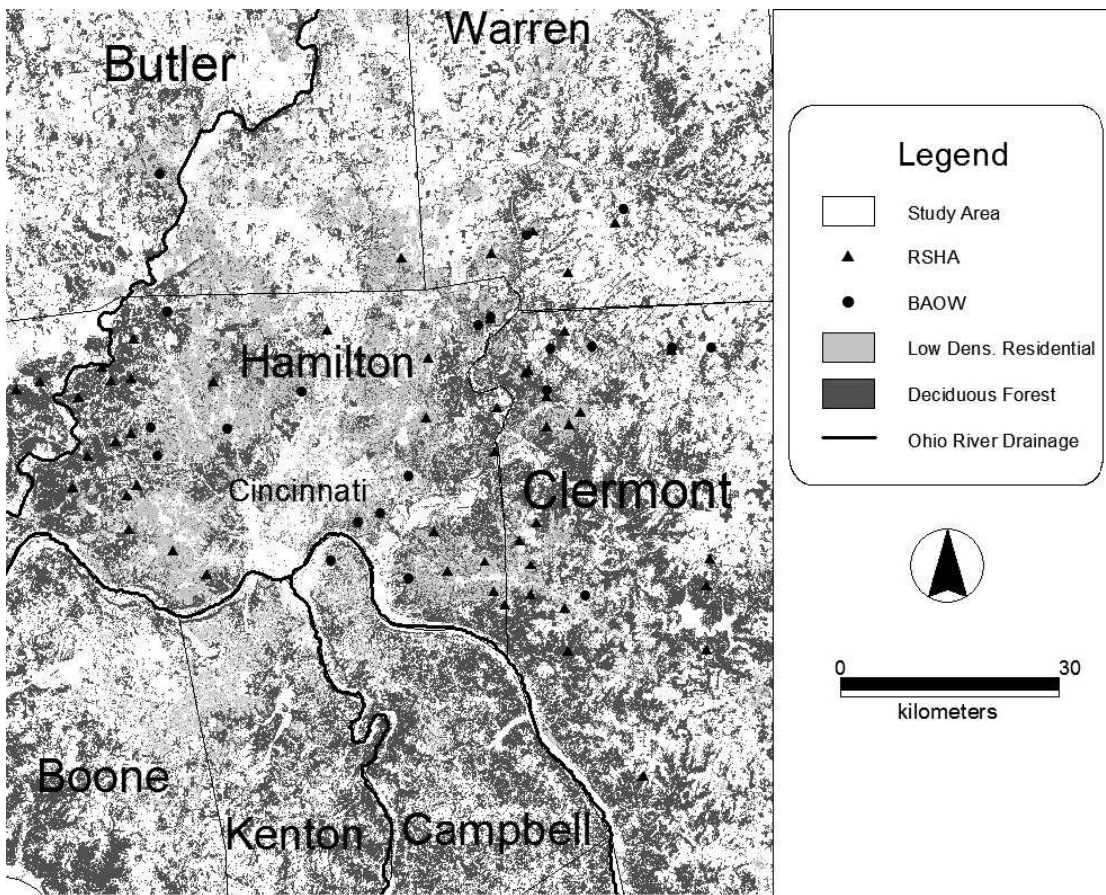 Warren
Butler
Hamilton
Cincinnati
Clermont
Boone
Kenton
Campbell
Legend
Study Area
RSHA
BAOW
Low Dens. Residential
Deciduous Forest
Ohio River Drainage
0 30
kilometers